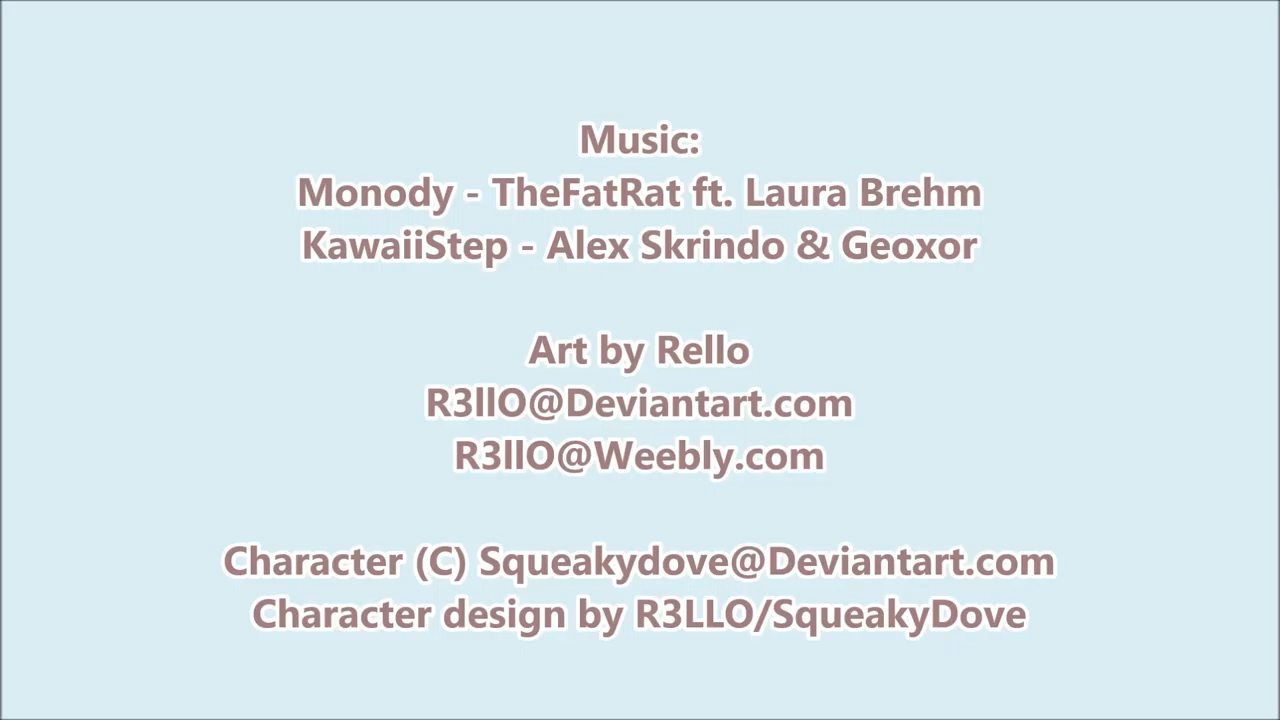 Music:
Monody - TheFatRat ft. Laura Brehm
KawaiiStep - Alex Skrindo & Geoxor
Art by Rello
R3llO@Deviantart.com
R3llO@Weebly.com
Character (C) Squeakydove@Deviantart.com
Character design by R3LLO/SqueakyDove